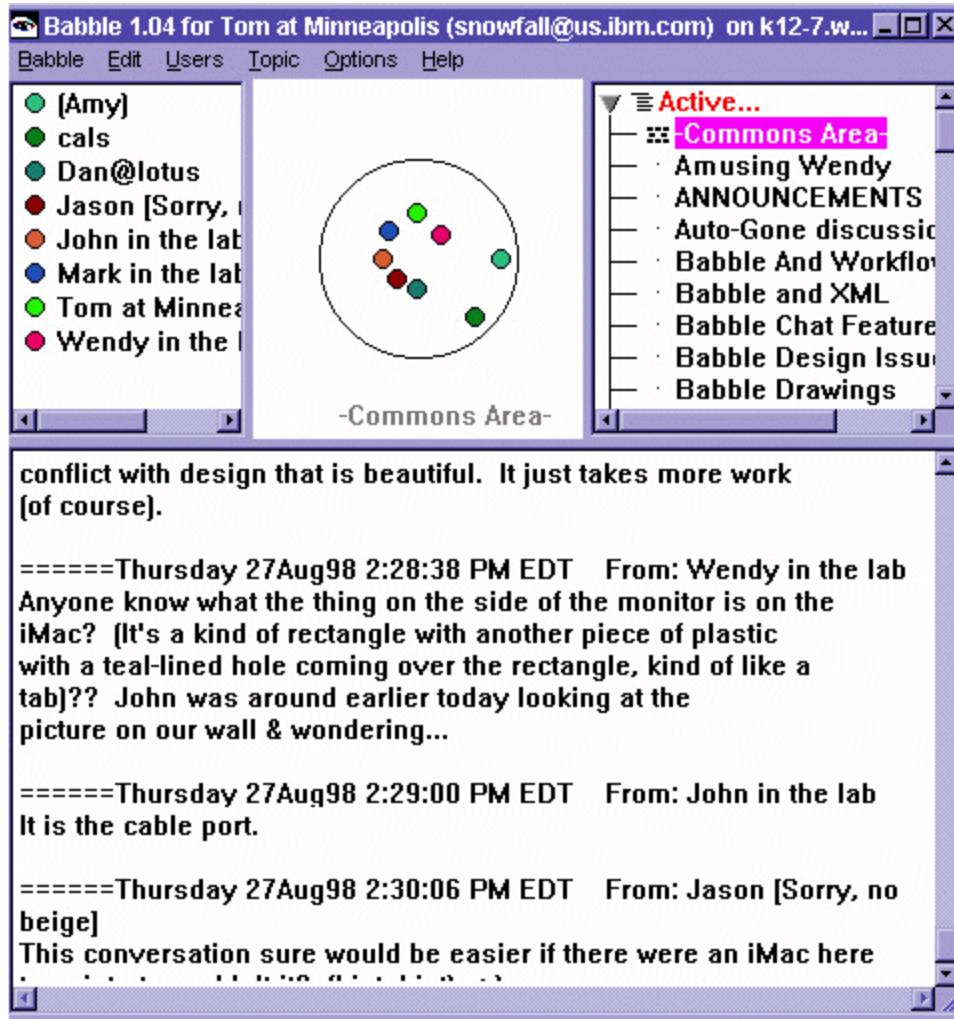 Babble 1.04 for Tom at Minneapolis (snowfall@us.ibm.com) on k12-7.w...
Babble Edit Users Topic Options Help
(Amy)
cals
Dan@lotus
Jason [Sorry,
John in the lab
Mark in the lab
Tom at Minnea
Wendy in the
-Commons Area-
Active...
-Commons Area-
Amusing Wendy
ANNOUNCEMENTS
Auto-Gone discussio
Babble And Workflow
Babble and XML
Babble Chat Feature
Babble Design Issu
Babble Drawings
conflict with design that is beautiful. It just takes more work
(of course).
======Thursday 27Aug98 2:28:38 PM EDT From: Wendy in the lab
Anyone know what the thing on the side of the monitor is on the
iMac? (It's a kind of rectangle with another piece of plastic
with a teal-lined hole coming over the rectangle, kind of like a
tab)?? John was around earlier today looking at the
picture on our wall & wondering...
======Thursday 27Aug98 2:29:00 PM EDT From: John in the lab
It is the cable port.
======Thursday 27Aug98 2:30:06 PM EDT From: Jason [Sorry, no
beige]
This conversation sure would be easier if there were an iMac here